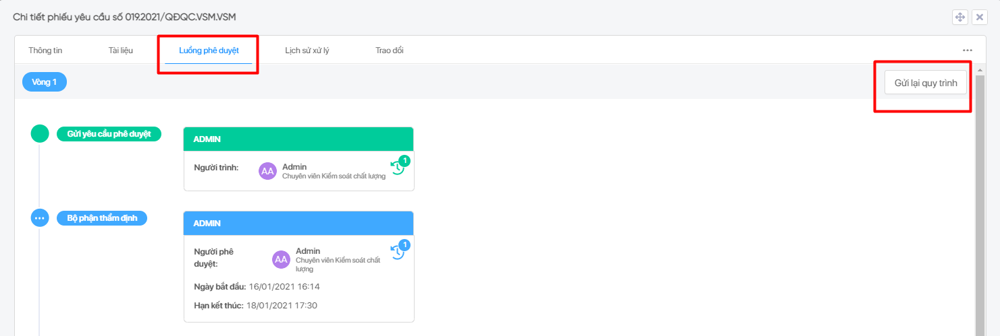 Chi tiết phiếu yêu cầu số 019.2021/QĐQC.VSM.VSM
Thông tin
Tài liệu
Luồng phê duyệt
Lịch sử xử lý
Trao đổi
Vòng 1
Gửi lại quy trình
Gửi yêu cầu phê duyệt
ADMIN
Người trình:
AA
Admin
Chuyên viên Kiểm soát chất lượng
1
Bộ phận thẩm định
ADMIN
Người phê
duyệt:
AA
Admin
Chuyên viên Kiểm soát chất
lượng
1
Ngày bắt đầu: 16/01/2021 16:14
Hạn kết thúc: 18/01/2021 17:30